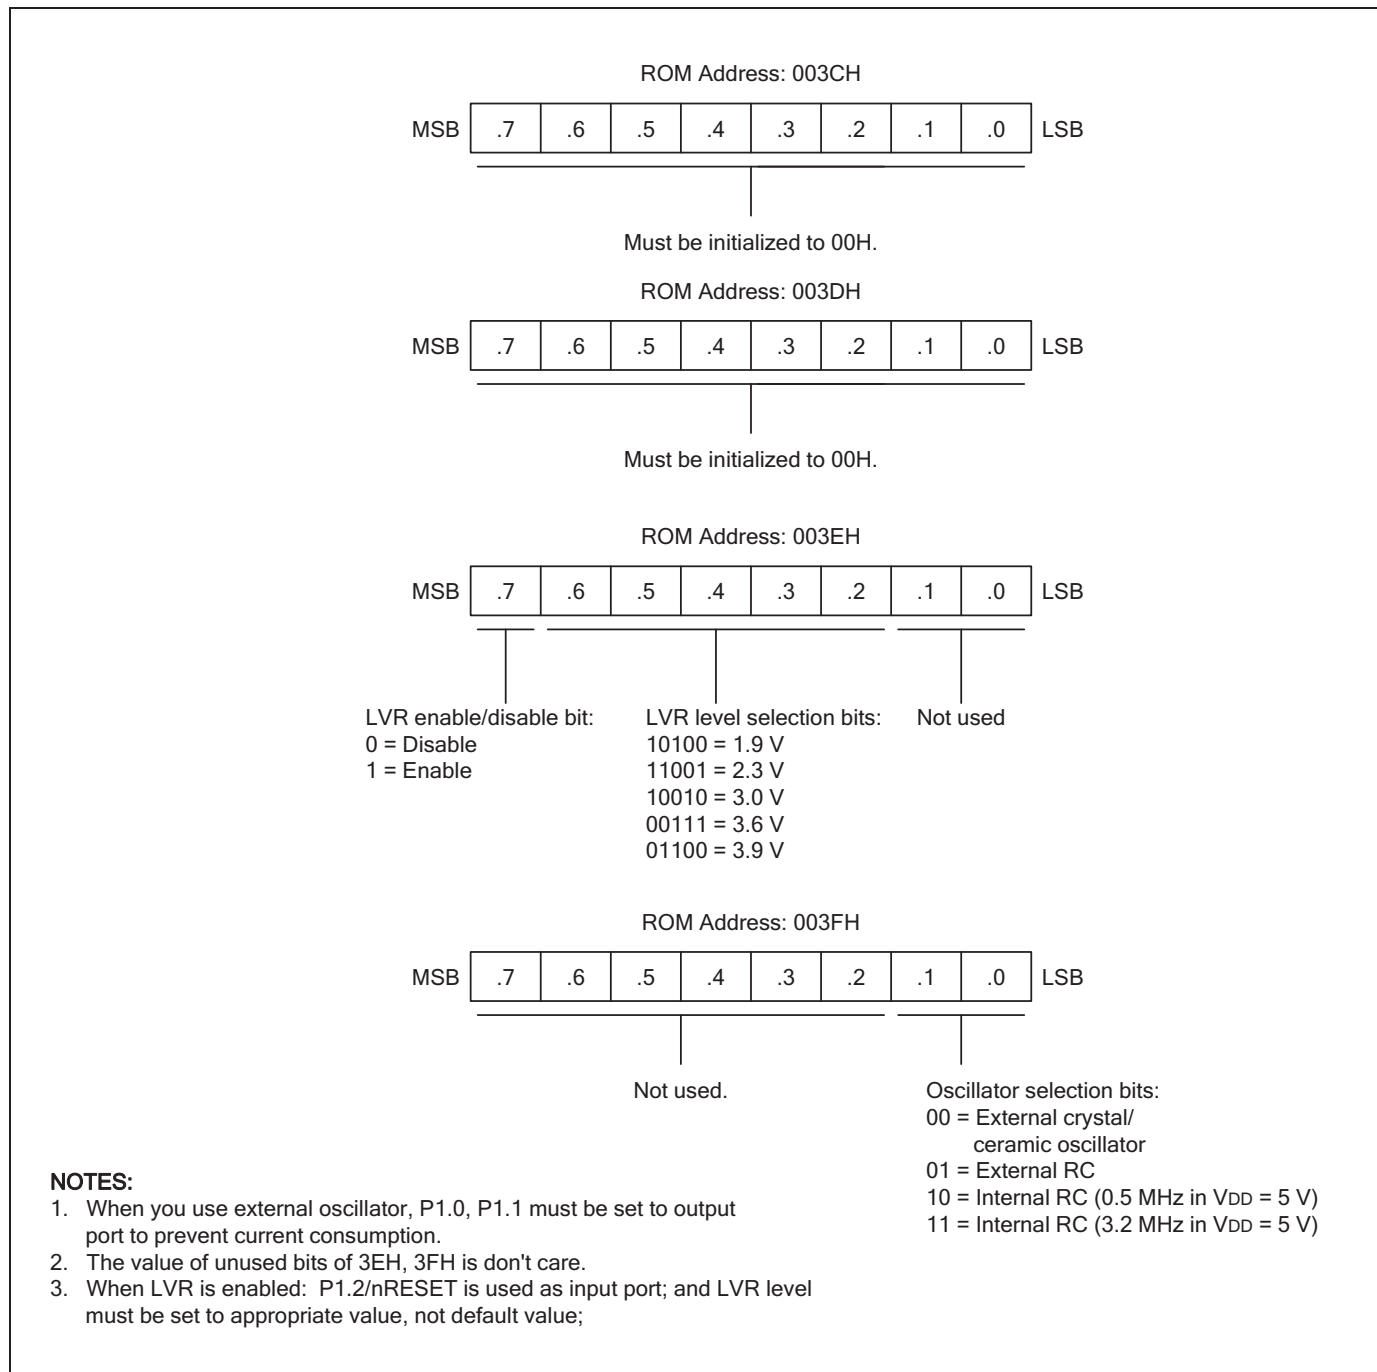 ROM Address: 003CH
MSB .7 .6 .5 .4 .3 .2 .1 .0 LSB
Must be initialized to 00H.
ROM Address: 003DH
MSB .7 .6 .5 .4 .3 .2 .1 .0 LSB
Must be initialized to 00H.
ROM Address: 003EH
MSB .7 .6 .5 .4 .3 .2 .1 .0 LSB
LVR enable/disable bit:
0 = Disable
1 = Enable
LVR level selection bits:
10100 = 1.9 V
11001 = 2.3 V
10010 = 3.0 V
00111 = 3.6 V
01100 = 3.9 V
Not used
ROM Address: 003FH
MSB .7 .6 .5 .4 .3 .2 .1 .0 LSB
Not used.
Oscillator selection bits:
00 = External crystal/
ceramic oscillator
01 = External RC
10 = Internal RC (0.5 MHz in VDD = 5 V)
11 = Internal RC (3.2 MHz in VDD = 5 V)
NOTES:
1. When you use external oscillator, P1.0, P1.1 must be set to output
port to prevent current consumption.
2. The value of unused bits of 3EH, 3FH is don't care.
3. When LVR is enabled: P1.2/nRESET is used as input port; and LVR level
must be set to appropriate value, not default value;